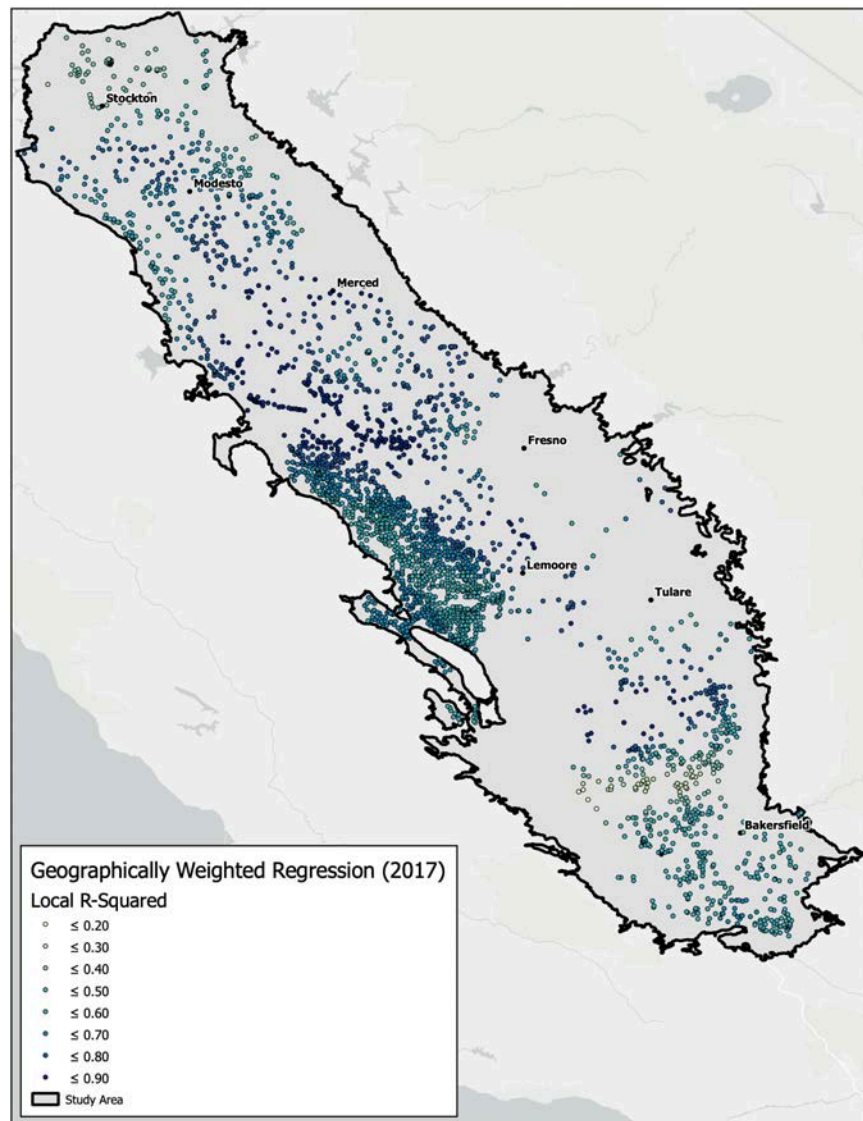 Stockton
Modesto
Merced
Fresno
Lemoore
Tulare
Bakersfield
Geographically Weighted Regression (2017)
Local R-Squared
≤ 0.20
≤ 0.30
≤ 0.40
≤ 0.50
≤ 0.60
≤ 0.70
≤ 0.80
≤ 0.90
Study Area